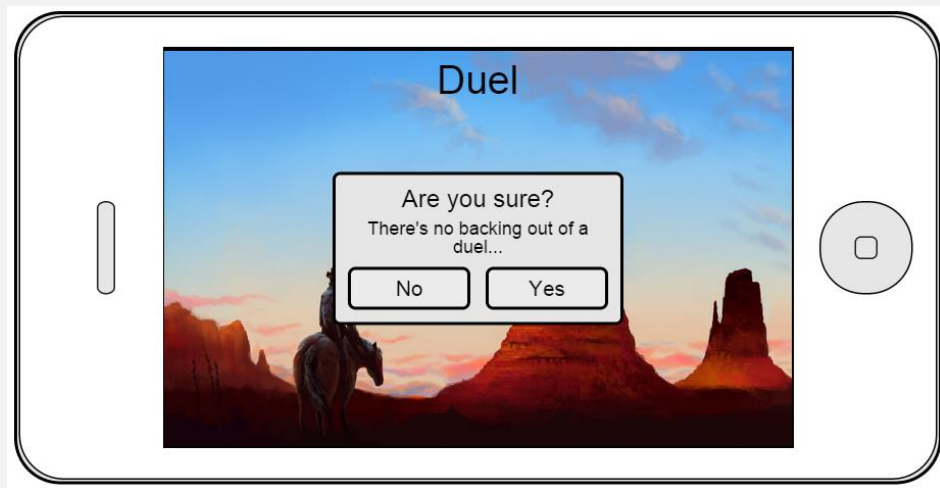 Duel
Are you sure?
There's no backing out of a
duel...
No
Yes